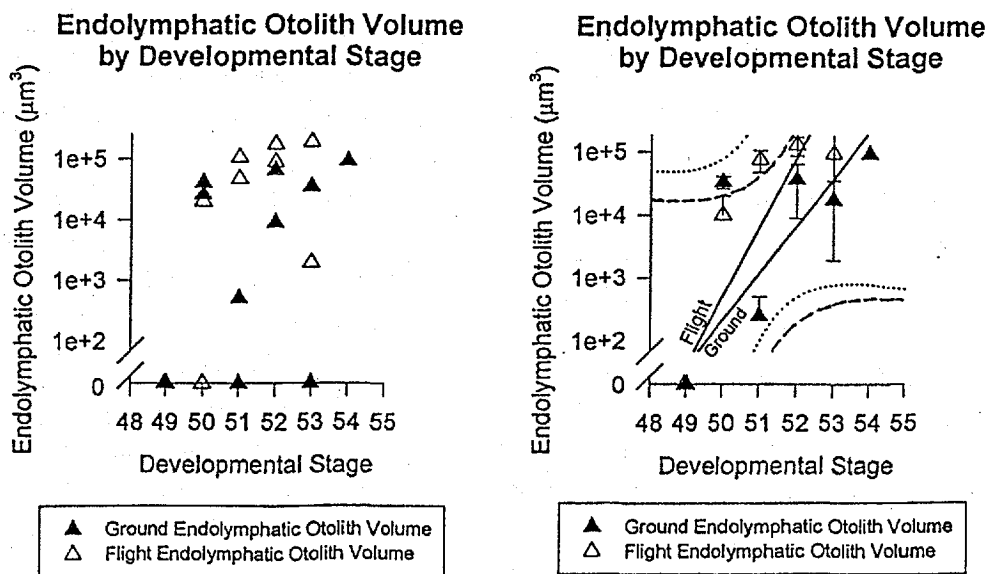 Endolymphatic Otolith Volume
by Developmental Stage
Endolymphatic Otolith Volume (µm³)
1e+5
1e+4
1e+3
1e+2
0
48 49 50 51 52 53 54 55
Developmental Stage
Ground Endolymphatic Otolith Volume
Flight Endolymphatic Otolith Volume
Endolymphatic Otolith Volume
by Developmental Stage
Endolymphatic Otolith Volume (µm³)
1e+5
1e+4
1e+3
1e+2
0
Flight
Ground
48 49 50 51 52 53 54 55
Developmental Stage
Ground Endolymphatic Otolith Volume
Flight Endolymphatic Otolith Volume